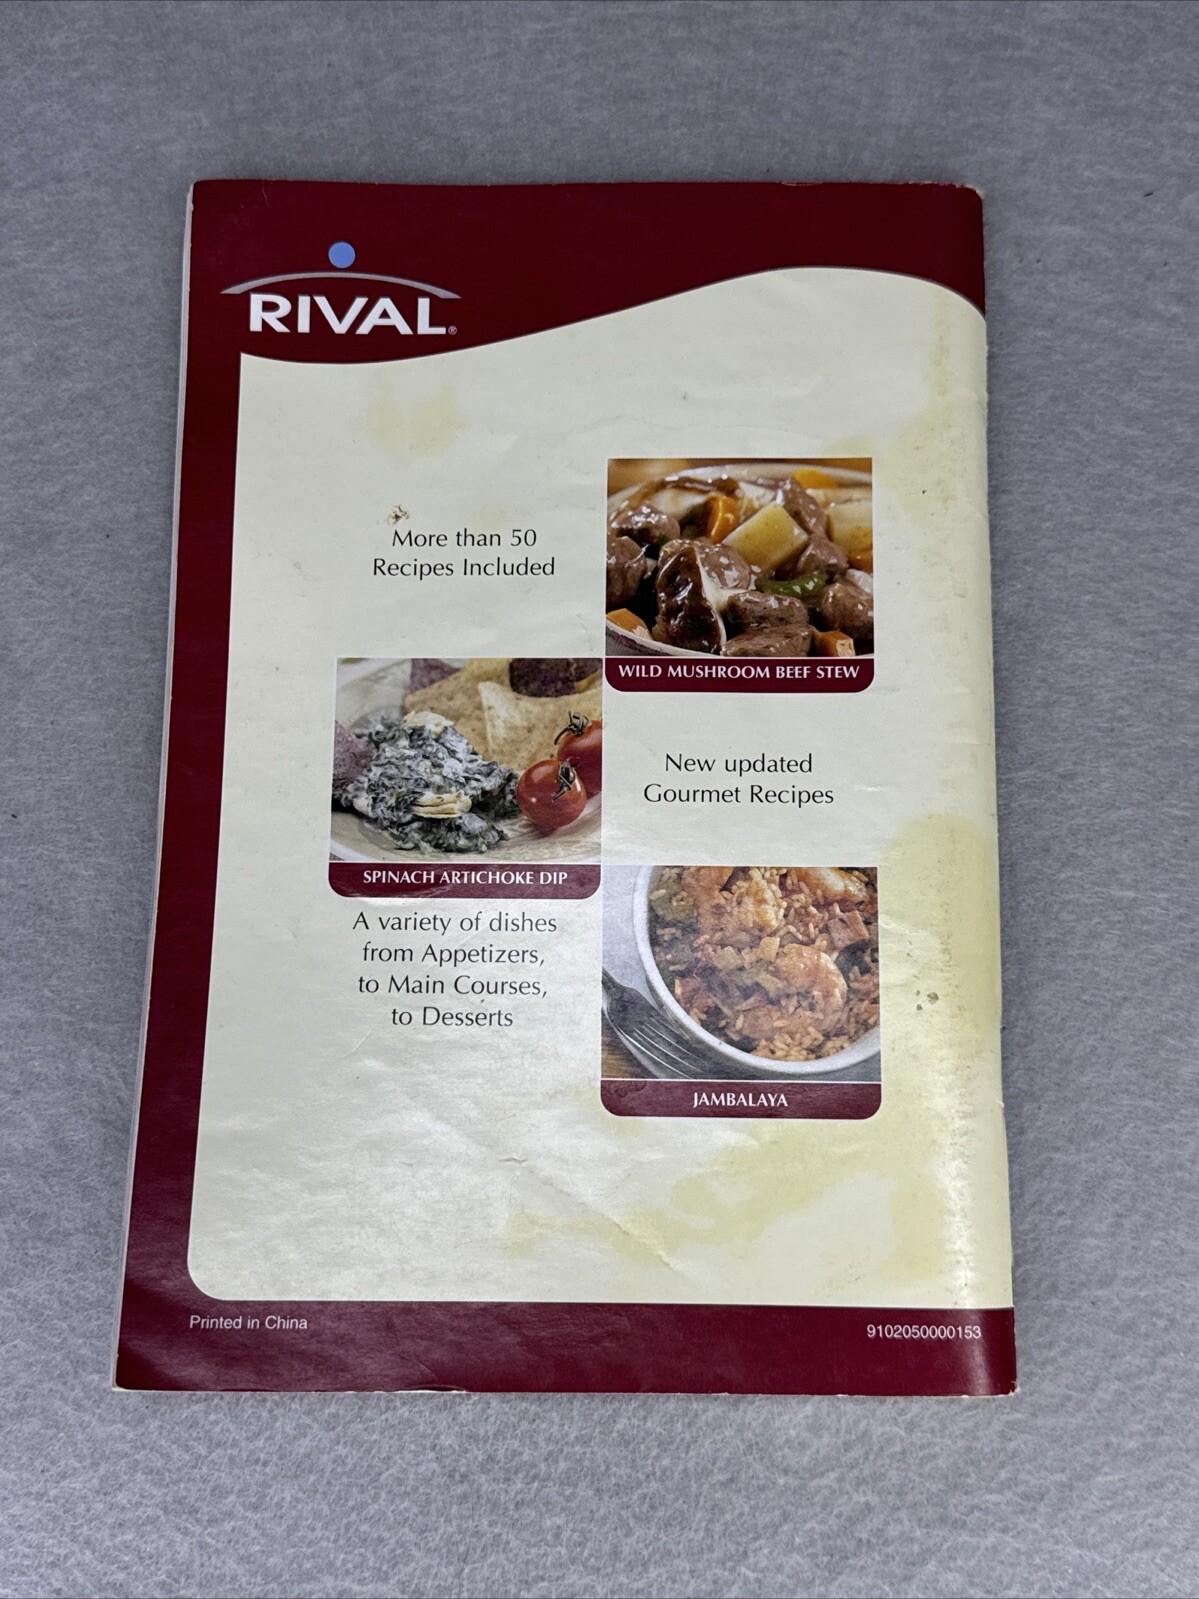 RIVAL®
More than 50
Recipes Included
WILD MUSHROOM BEEF STEW
New updated
Gourmet Recipes
SPINACH ARTICHOKE DIP
A variety of dishes
from Appetizers,
to Main Courses,
to Desserts
JAMBALAYA
Printed in China
9102050000153